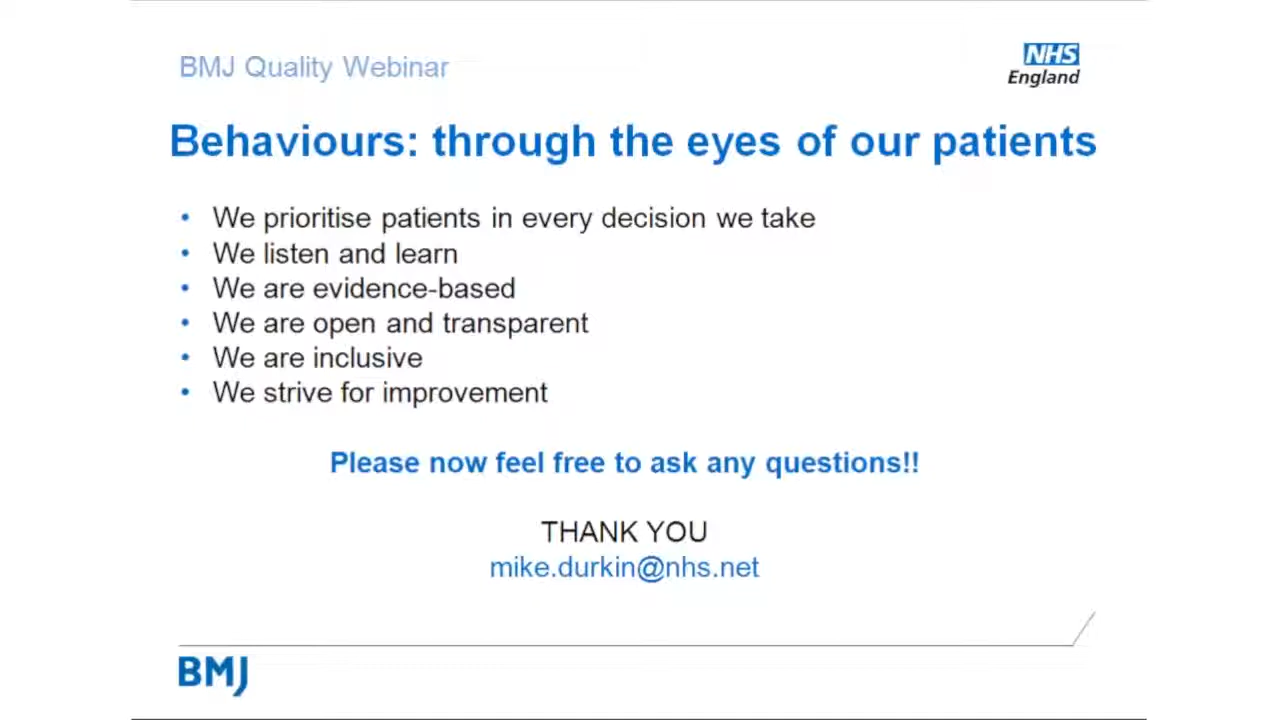 BMJ Quality Webinar
NHS
England
Behaviours: through the eyes of our patients
• We prioritise patients in every decision we take
• We listen and learn
• We are evidence-based
• We are open and transparent
• We are inclusive
• We strive for improvement
Please now feel free to ask any questions!!
THANK YOU
mike.durkin@nhs.net
BMJ